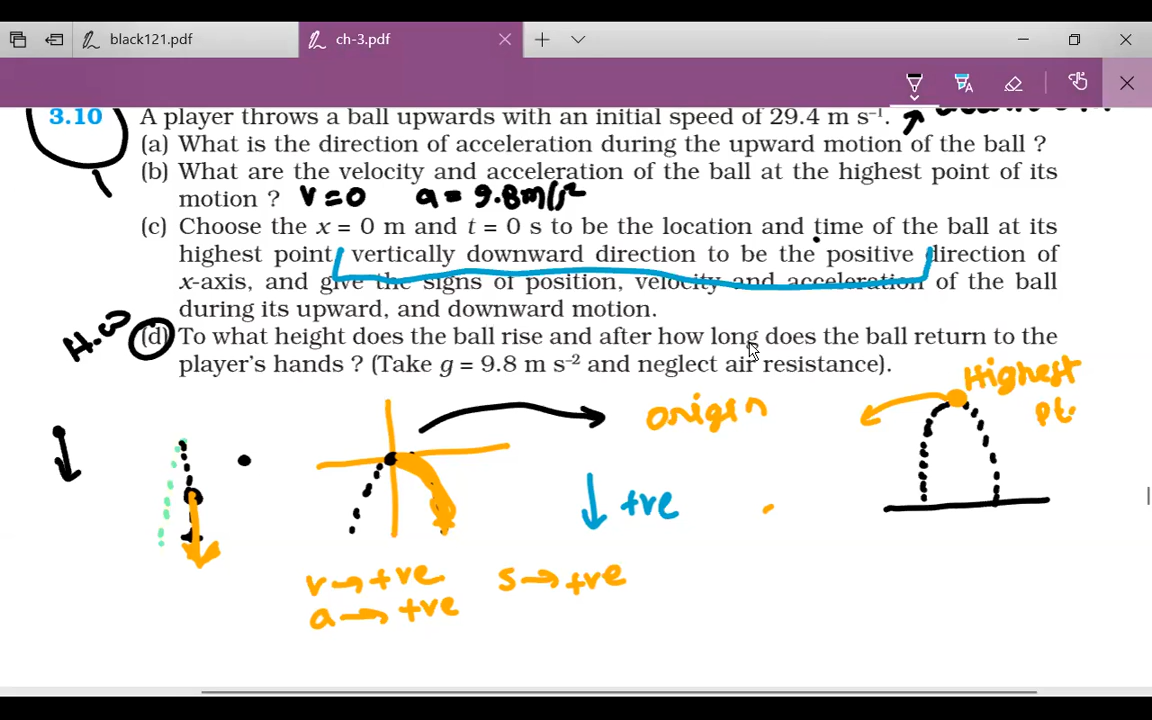 black121.pdf
ch-3.pdf
3.10 A player throws a ball upwards with an initial speed of 29.4 m s⁻¹.
(a) What is the direction of acceleration during the upward motion of the ball ?
(b) What are the velocity and acceleration of the ball at the highest point of its
motion ? v=0 a = 9.8m/s²
(c) Choose the x = 0 m and t = 0 s to be the location and time of the ball at its
highest point vertically downward direction to be the positive direction of
x-axis, and give the signs of position, velocity and acceleration of the ball
during its upward, and downward motion.
H.W (d) To what height does the ball rise and after how long does the ball return to the
player's hands ? (Take g = 9.8 m s⁻² and neglect air resistance).
Highest
pt.
origin
+ve
v→+ve s→+ve
a→+ve